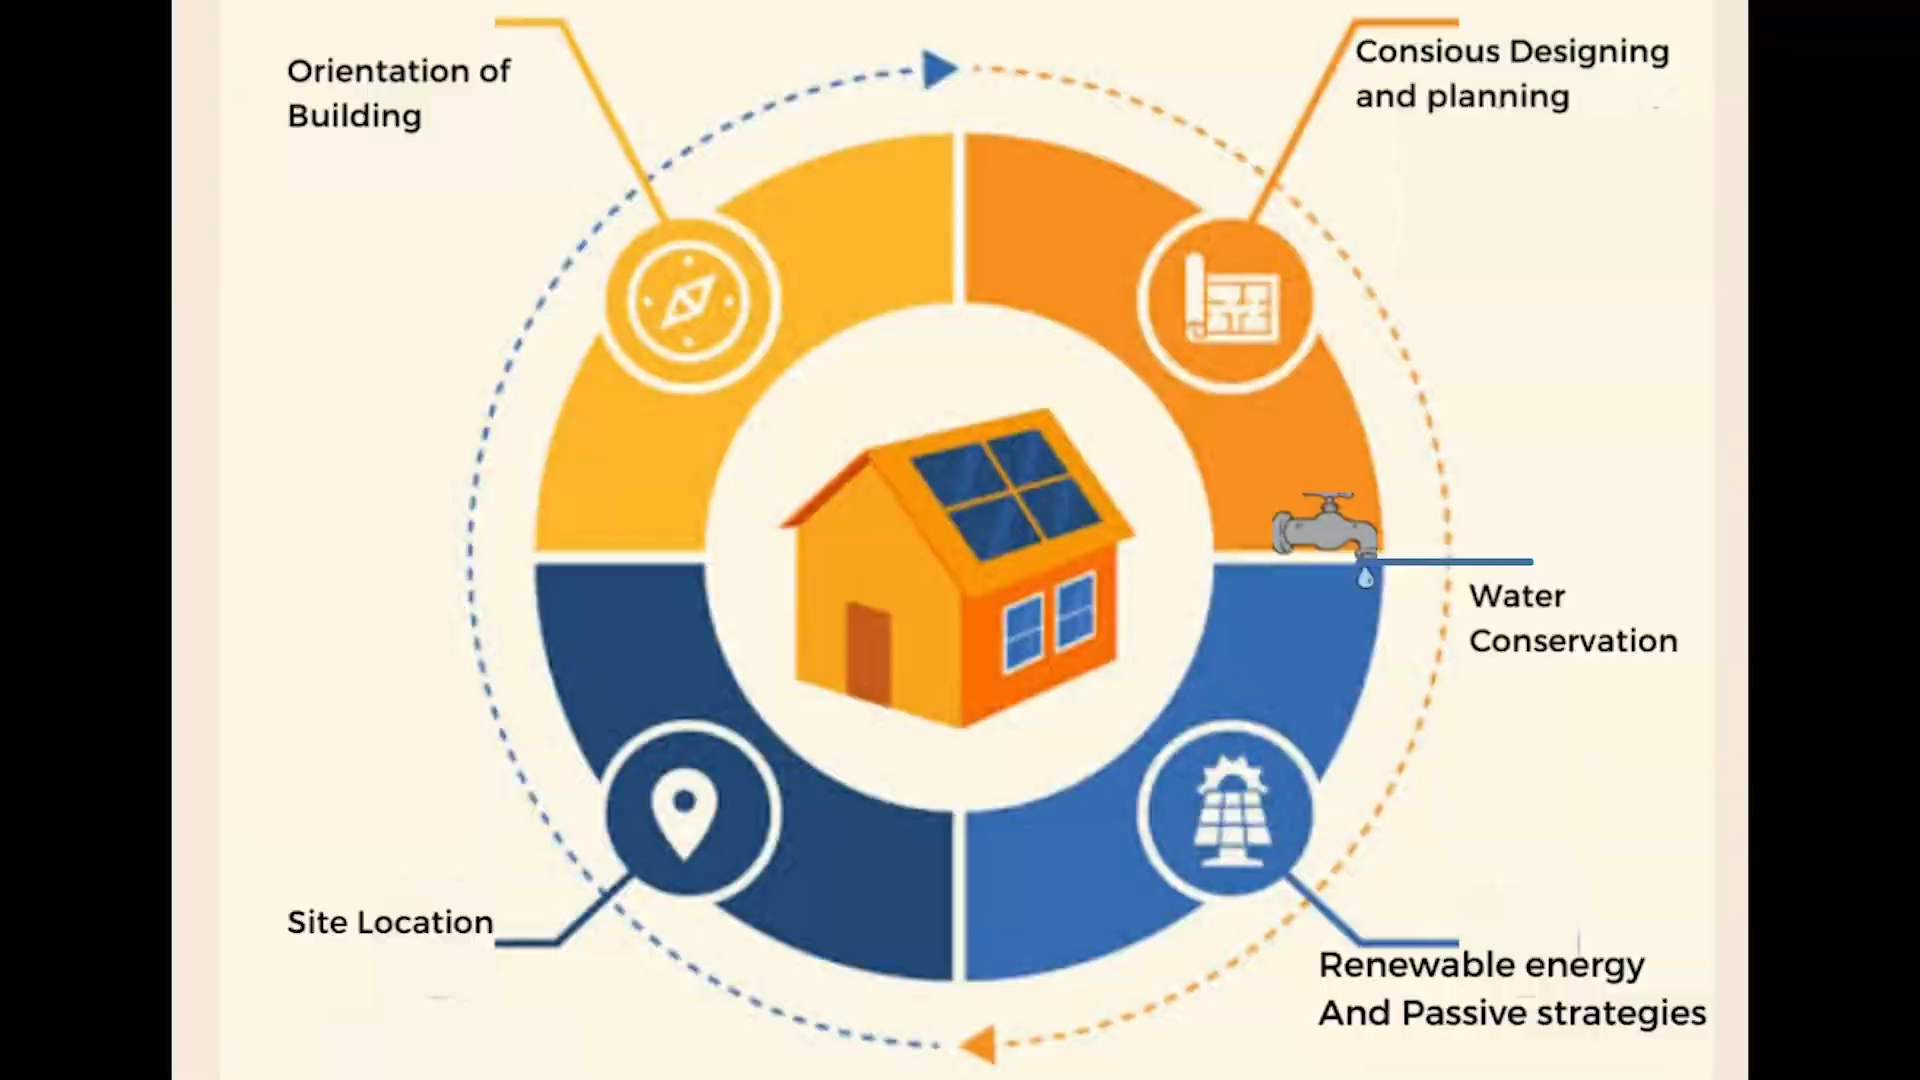 Orientation of
Building
Consious Designing
and planning
Water
Conservation
Site Location
Renewable energy
And Passive strategies